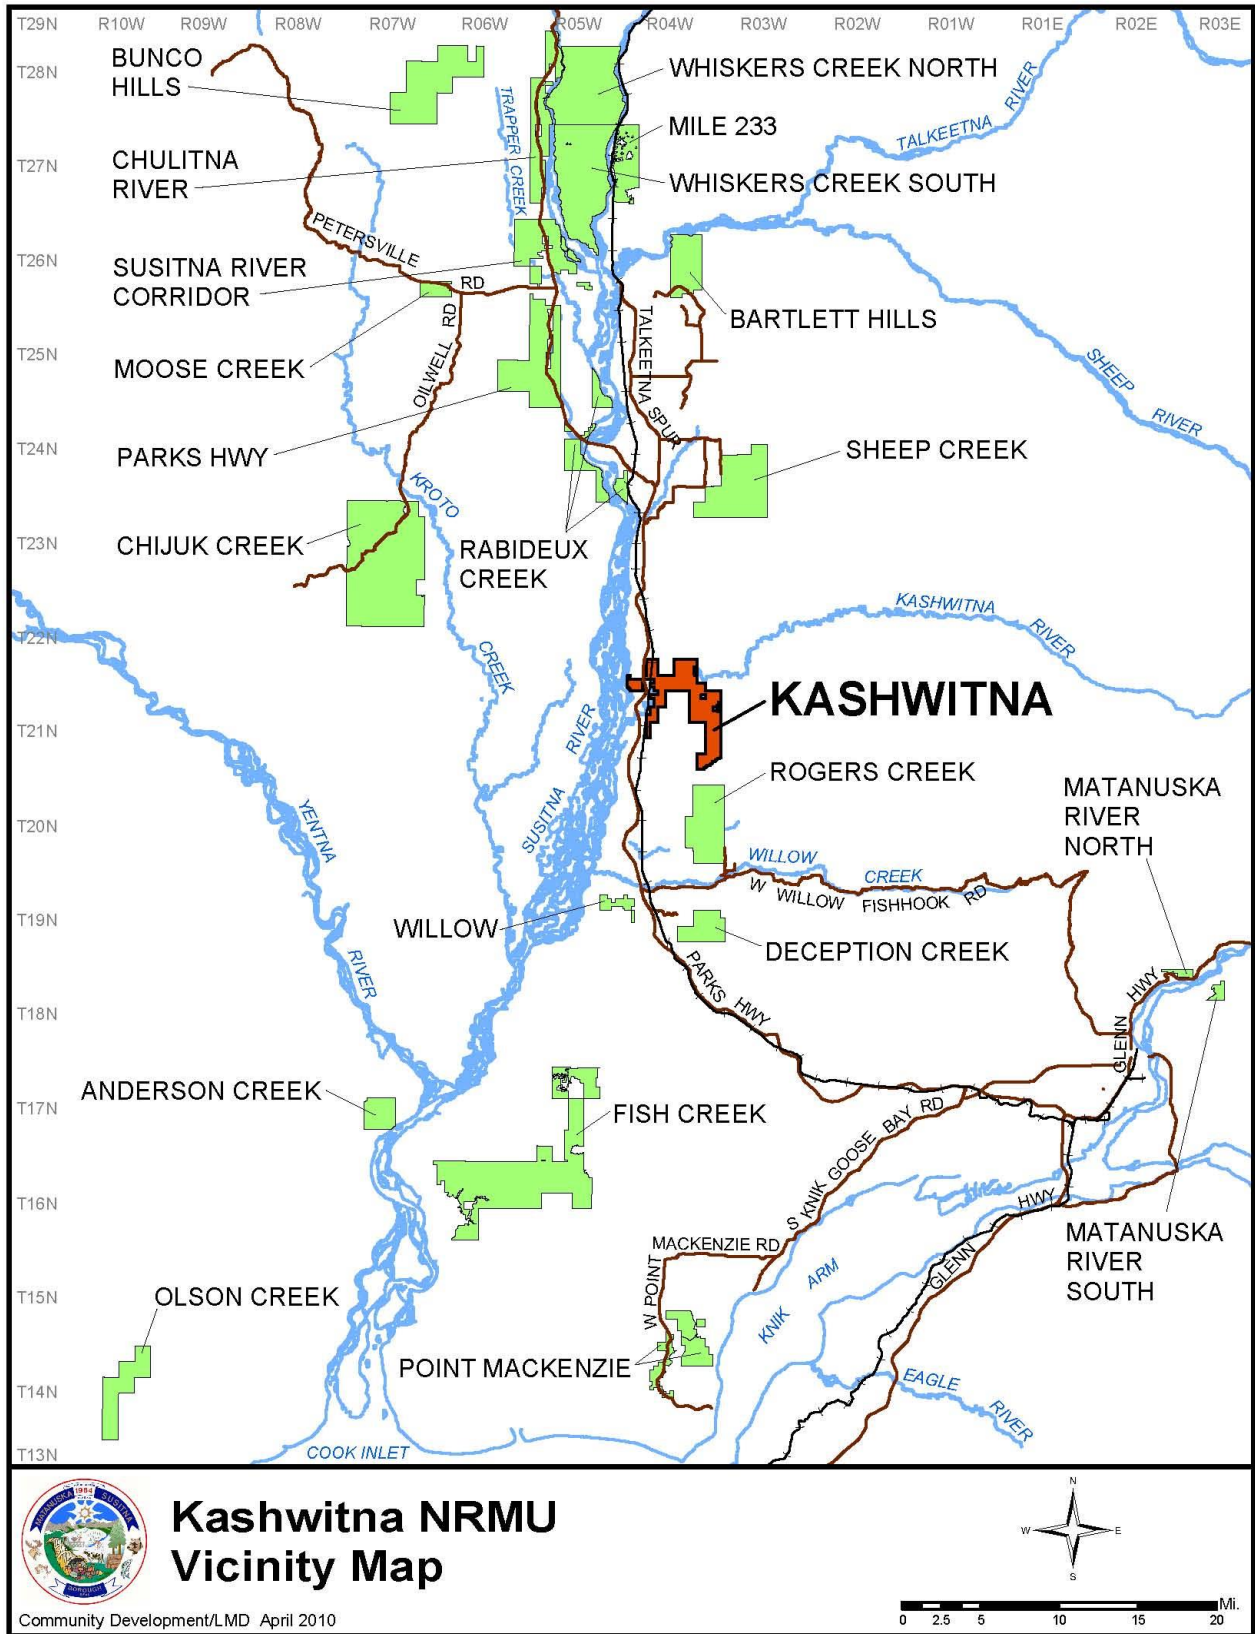 T29N R10W R09W R08W R07W R06W R05W R04W R03W R02W R01W R01E R02E R03E
BUNCO
HILLS
T28N
WHISKERS CREEK NORTH
TALKEETNA
RIVER
TRAPPER CREEK
MILE 233
CHULITNA
RIVER
T27N
WHISKERS CREEK SOUTH
PETERSVILLE
RD
SUSITNA RIVER
CORRIDOR
T26N
BARTLETT HILLS
OILWELL RD
TALKEETNA SPUR
T25N
MOOSE CREEK
SHEEP
RIVER
PARKS HWY
T24N
SHEEP CREEK
KROTO
CREEK
CHIJUK CREEK
T23N
RABIDEUX
CREEK
KASHWITNA
RIVER
T22N
KASHWITNA
T21N
SUSITNA
RIVER
ROGERS CREEK
MATANUSKA
RIVER
NORTH
YENTNA
RIVER
T20N
WILLOW
CREEK
W WILLOW FISHHOOK RD
T19N
WILLOW
DECEPTION CREEK
PARKS HWY
GLENN HWY
T18N
ANDERSON CREEK
T17N
FISH CREEK
S KNIK GOOSE BAY RD
T16N
GLENN HWY
MATANUSKA
RIVER
SOUTH
W POINT MACKENZIE RD
KNIK ARM
T15N
OLSON CREEK
POINT MACKENZIE
T14N
EAGLE
RIVER
T13N
COOK INLET
MATANUSKA
SUSITNA
1964
BOROUGH
Kashwitna NRMU
Vicinity Map
N
W E
S
Mi.
0 2.5 5 10 15 20
Community Development/LMD April 2010